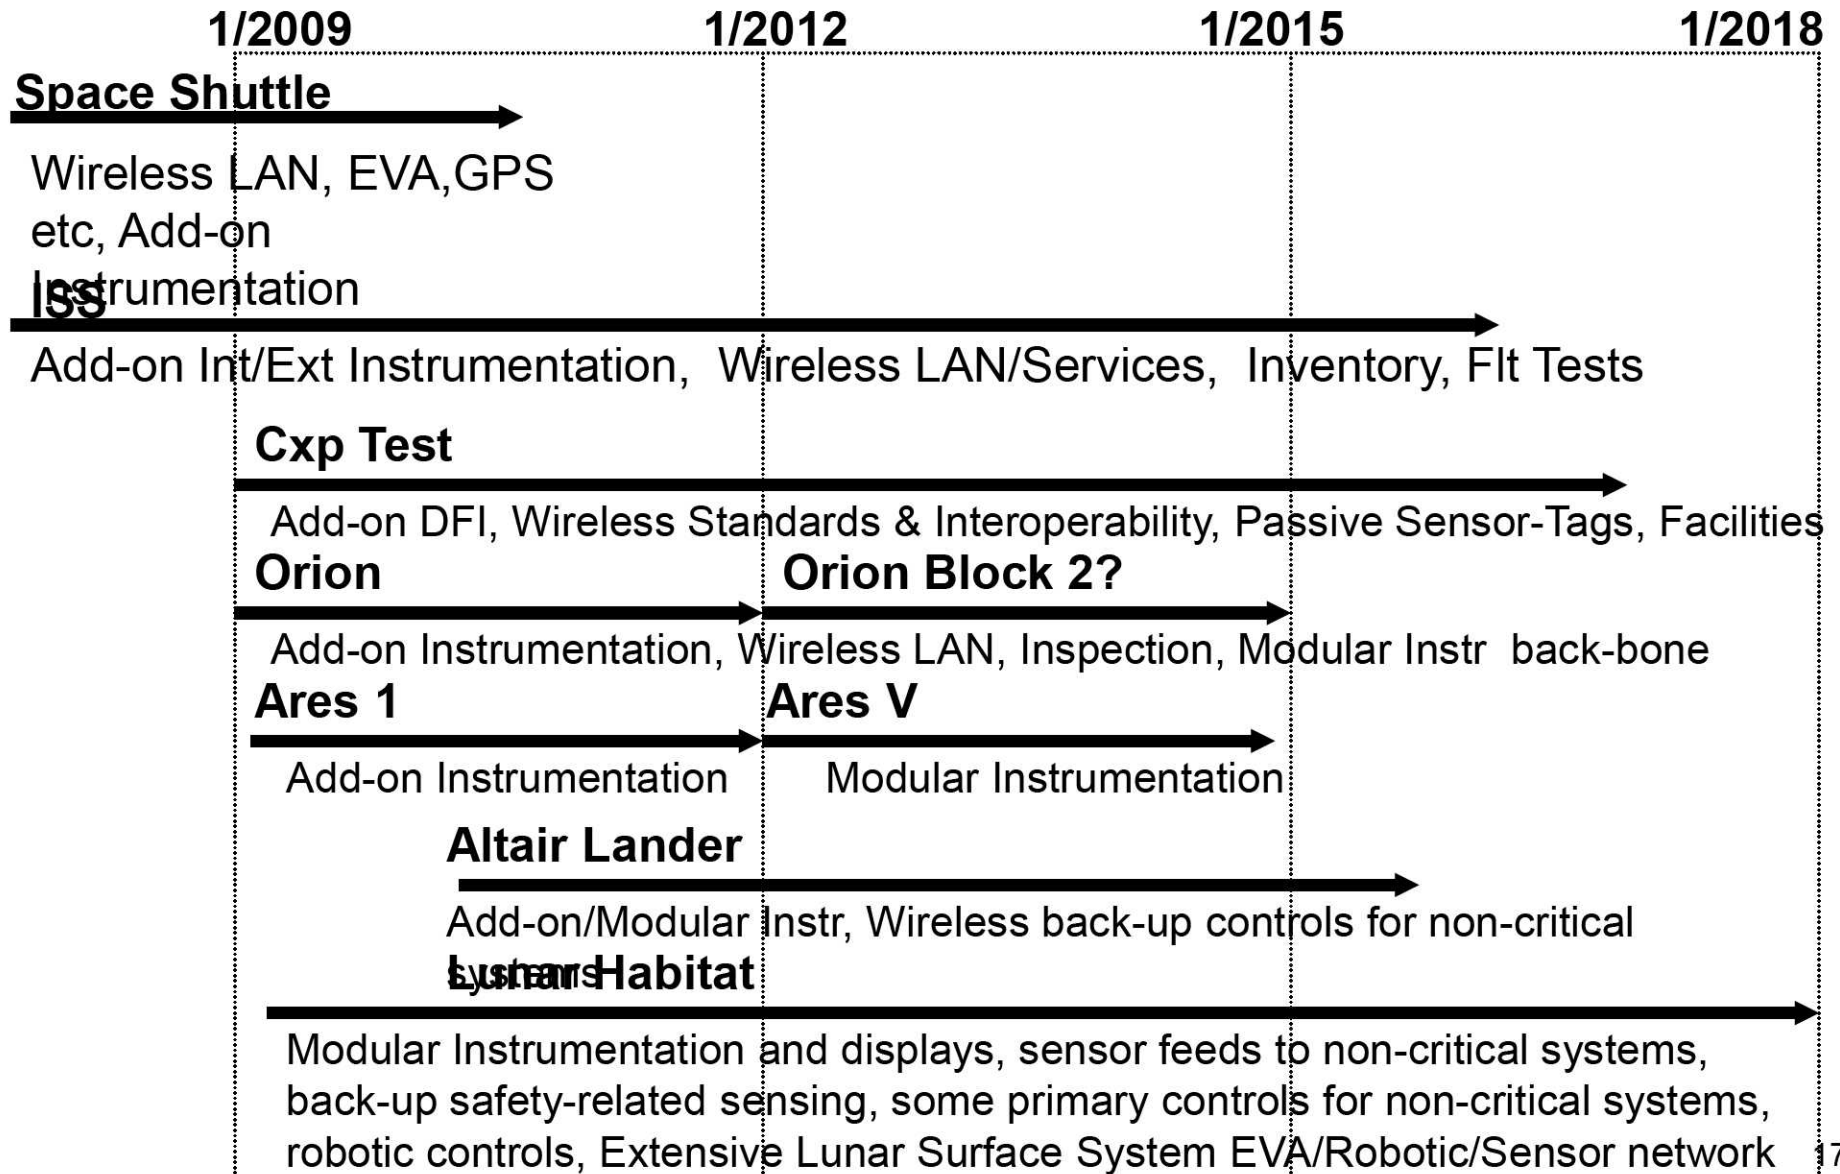 1/2009 1/2012 1/2015 1/2018
Space Shuttle
Wireless LAN, EVA,GPS
etc, Add-on
Instrumentation
ISS
Add-on Int/Ext Instrumentation, Wireless LAN/Services, Inventory, Flt Tests
Cxp Test
Add-on DFI, Wireless Standards & Interoperability, Passive Sensor-Tags, Facilities
Orion Orion Block 2?
Add-on Instrumentation, Wireless LAN, Inspection, Modular Instr back-bone
Ares 1 Ares V
Add-on Instrumentation Modular Instrumentation
Altair Lander
Add-on/Modular Instr, Wireless back-up controls for non-critical
systems
Lunar Habitat
Modular Instrumentation and displays, sensor feeds to non-critical systems,
back-up safety-related sensing, some primary controls for non-critical systems,
robotic controls, Extensive Lunar Surface System EVA/Robotic/Sensor network
17